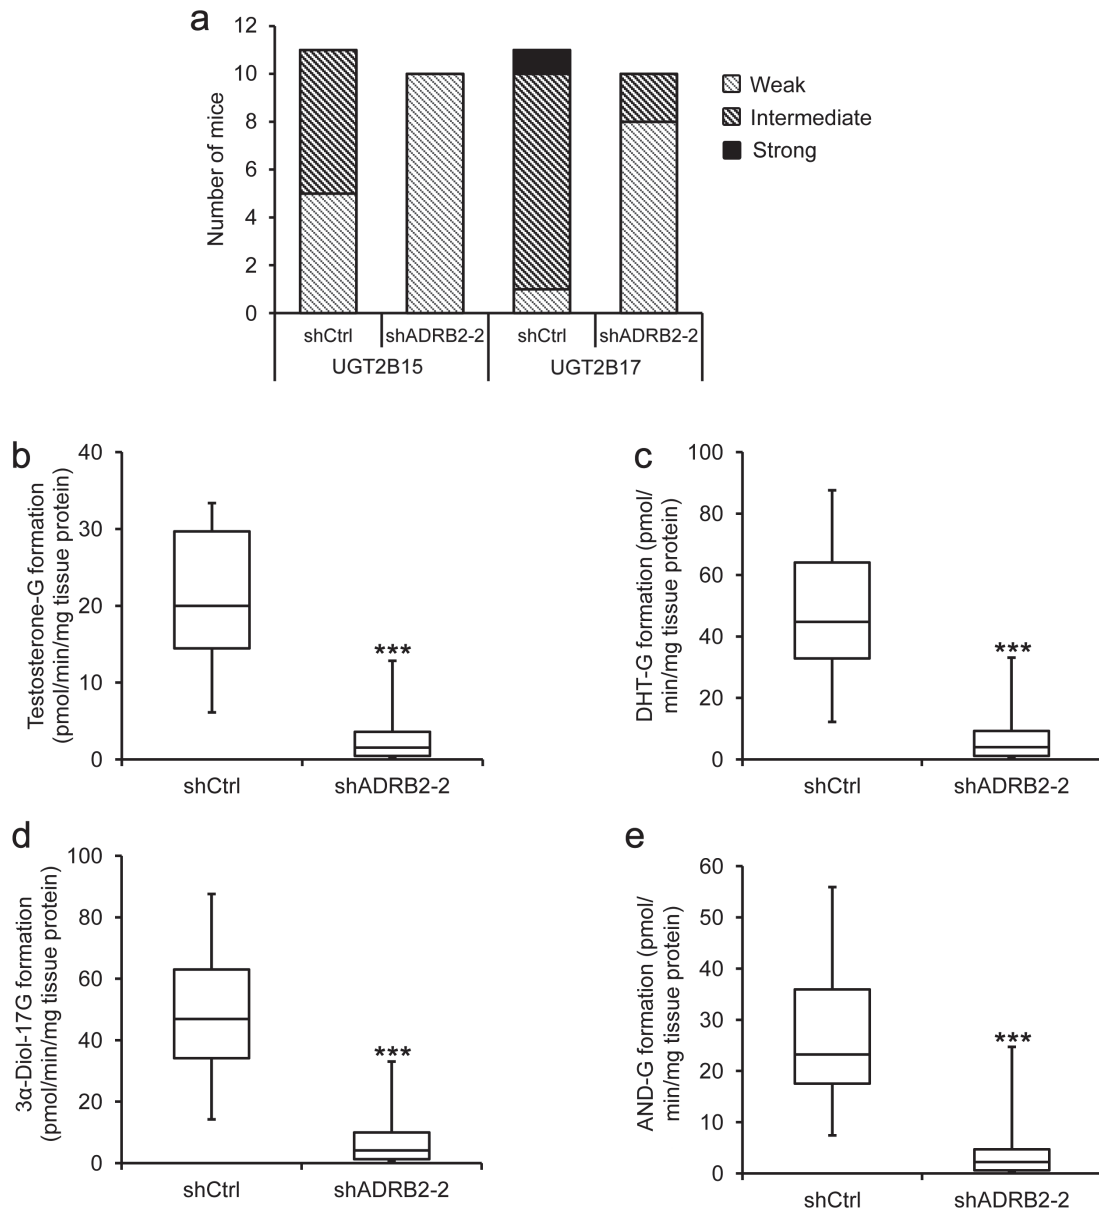 a
Number of mice
12
10
8
6
4
2
0
shCtrl shADRB2-2 shCtrl shADRB2-2
UGT2B15 UGT2B17
Weak
Intermediate
Strong
b
Testosterone-G formation
(pmol/min/mg tissue protein)
40
30
20
10
0
***
shCtrl shADRB2-2
c
DHT-G formation (pmol/
min/mg tissue protein)
100
80
60
40
20
0
***
shCtrl shADRB2-2
d
3α-Diol-17G formation
(pmol/min/mg tissue protein)
100
80
60
40
20
0
***
shCtrl shADRB2-2
e
AND-G formation (pmol/
min/mg tissue protein)
60
50
40
30
20
10
0
***
shCtrl shADRB2-2